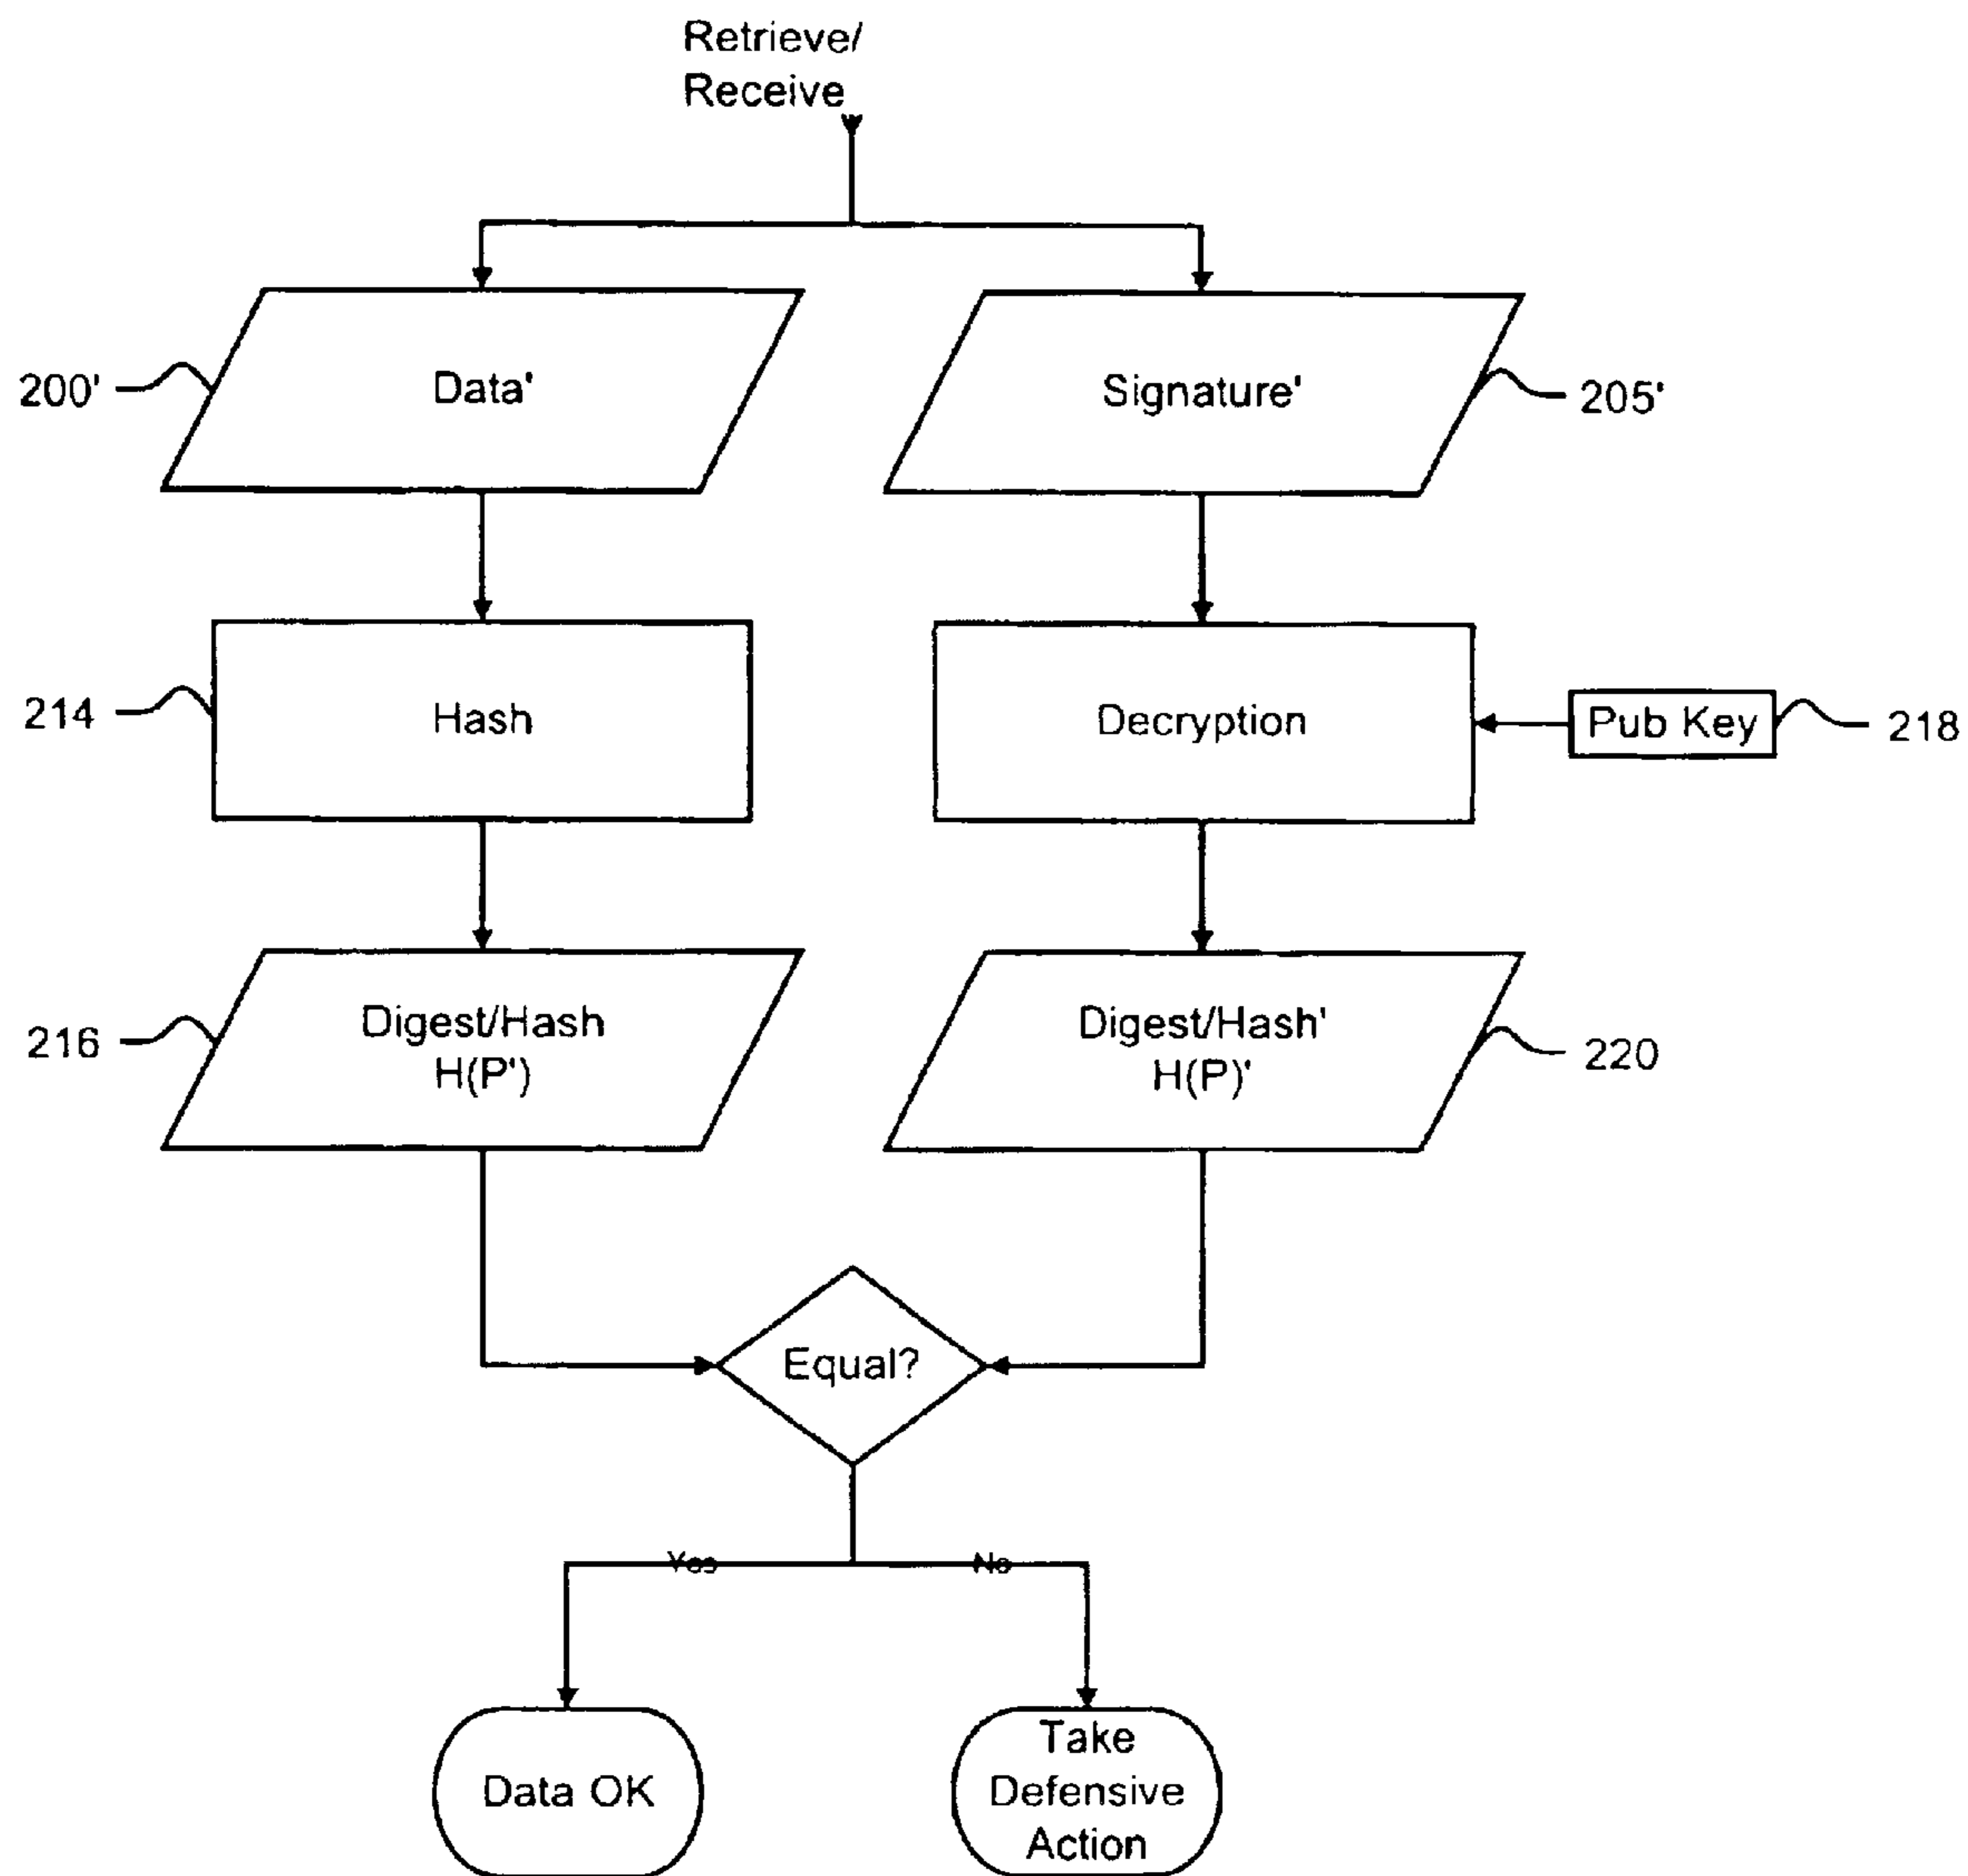 Retrieve/
Receive
200'
Data'
Signature'
205'
214
Hash
Decryption
Pub Key
218
216
Digest/Hash
H(P')
Digest/Hash'
H(P)'
220
Equal?
Yes
No
Data OK
Take
Defensive
Action